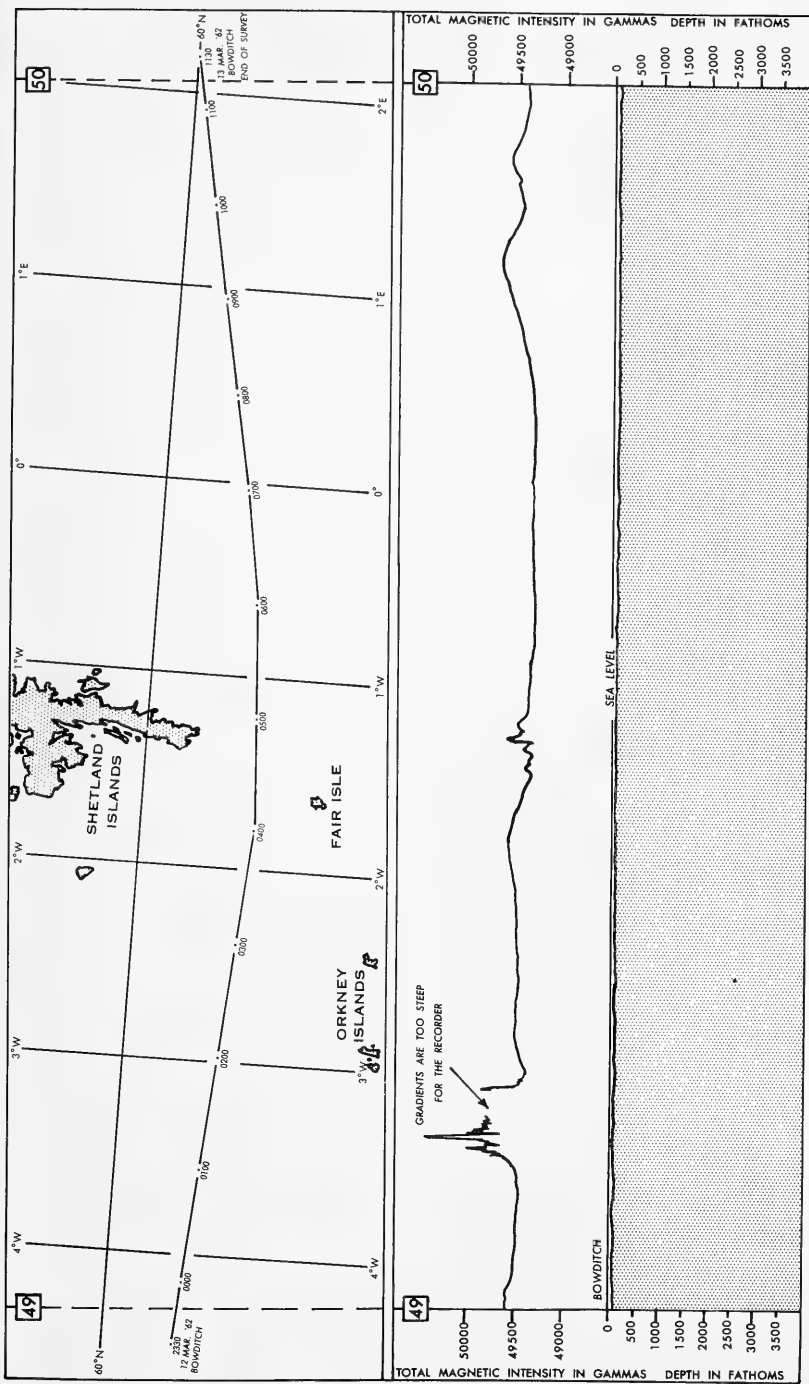 49
50
4°W
3°W
2°W
1°W
0°
1°E
60°N
60°N
2330
12 MAR. '62
BOWDITCH
0000
0100
0200
0300
0400
0500
0600
0700
0800
0900
1000
1100
1130
13 MAR. '62
BOWDITCH
END OF SURVEY
SHETLAND
ISLANDS
FAIR ISLE
ORKNEY
ISLANDS
4°W
3°W
2°W
1°W
0°
1°E
2°E
49
50
TOTAL MAGNETIC INTENSITY IN GAMMAS DEPTH IN FATHOMS
50000
49500
49000
0
500
1000
1500
2000
2500
3000
3500
GRADIENTS ARE TOO STEEP
FOR THE RECORDER
BOWDITCH
SEA LEVEL
TOTAL MAGNETIC INTENSITY IN GAMMAS DEPTH IN FATHOMS
50000
49500
49000
0
500
1000
1500
2000
2500
3000
3500